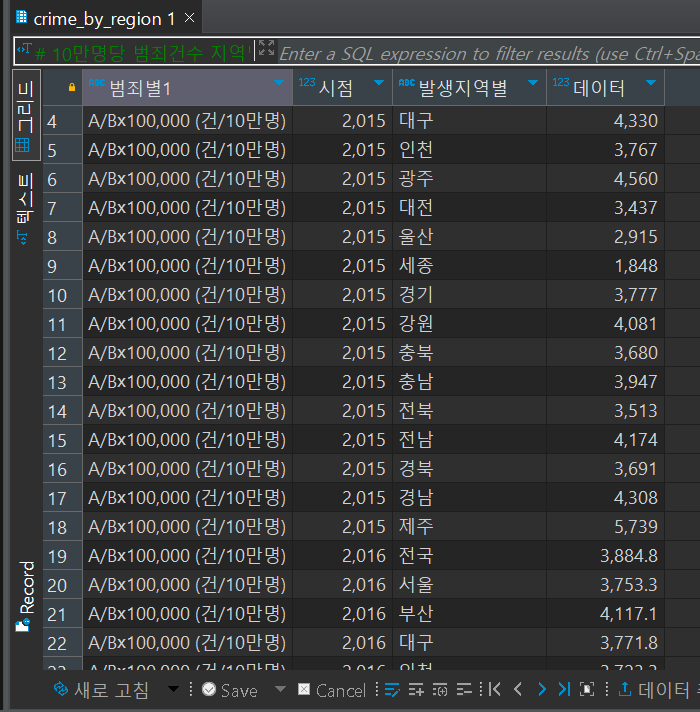 crime_by_region 1
# 10만명당 범죄건수 지역 Enter a SQL expression to filter results (use Ctrl+Spa
그리드
텍스트
Record
범죄별1 123 시점 ABC 발생지역별 123 데이터
4 A/Bx100,000 (건/10만명) 2,015 대구 4,330
5 A/Bx100,000 (건/10만명) 2,015 인천 3,767
6 A/Bx100,000 (건/10만명) 2,015 광주 4,560
7 A/Bx100,000 (건/10만명) 2,015 대전 3,437
8 A/Bx100,000 (건/10만명) 2,015 울산 2,915
9 A/Bx100,000 (건/10만명) 2,015 세종 1,848
10 A/Bx100,000 (건/10만명) 2,015 경기 3,777
11 A/Bx100,000 (건/10만명) 2,015 강원 4,081
12 A/Bx100,000 (건/10만명) 2,015 충북 3,680
13 A/Bx100,000 (건/10만명) 2,015 충남 3,947
14 A/Bx100,000 (건/10만명) 2,015 전북 3,513
15 A/Bx100,000 (건/10만명) 2,015 전남 4,174
16 A/Bx100,000 (건/10만명) 2,015 경북 3,691
17 A/Bx100,000 (건/10만명) 2,015 경남 4,308
18 A/Bx100,000 (건/10만명) 2,015 제주 5,739
19 A/Bx100,000 (건/10만명) 2,016 전국 3,884.8
20 A/Bx100,000 (건/10만명) 2,016 서울 3,753.3
21 A/Bx100,000 (건/10만명) 2,016 부산 4,117.1
22 A/Bx100,000 (건/10만명) 2,016 대구 3,771.8
A/Bx100,000 (건/10만명) 2,016 인천
새로 고침 Save Cancel 데이터